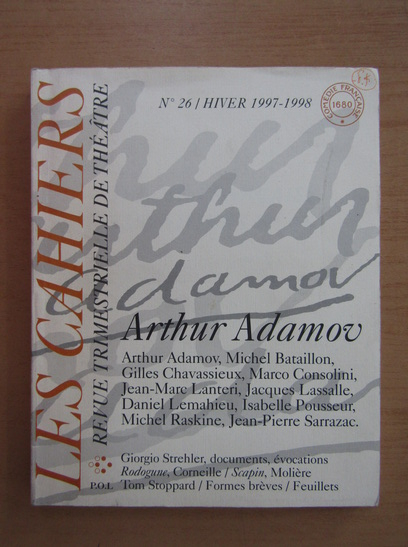 LES CAHIERS
REVUE TRIMESTRIELLE DE THÉÂTRE
N° 26 / HIVER 1997-1998
COMÉDIE FRANÇAISE
1680
arthur
adamov
Arthur Adamov
Arthur Adamov, Michel Bataillon,
Gilles Chavassieux, Marco Consolini,
Jean-Marc Lanteri, Jacques Lassalle,
Daniel Lemahieu, Isabelle Pousseur,
Michel Raskine, Jean-Pierre Sarrazac.
Giorgio Strehler, documents, évocations
Rodogune, Corneille / Scapin, Molière
P.O.L Tom Stoppard / Formes brèves / Feuillets